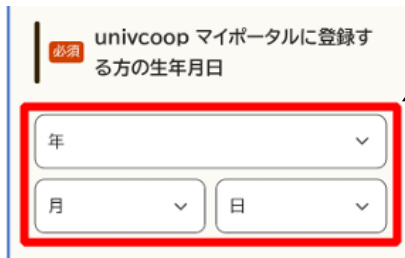 必須
univcoop マイポータルに登録す
る方の生年月日
年
月 日